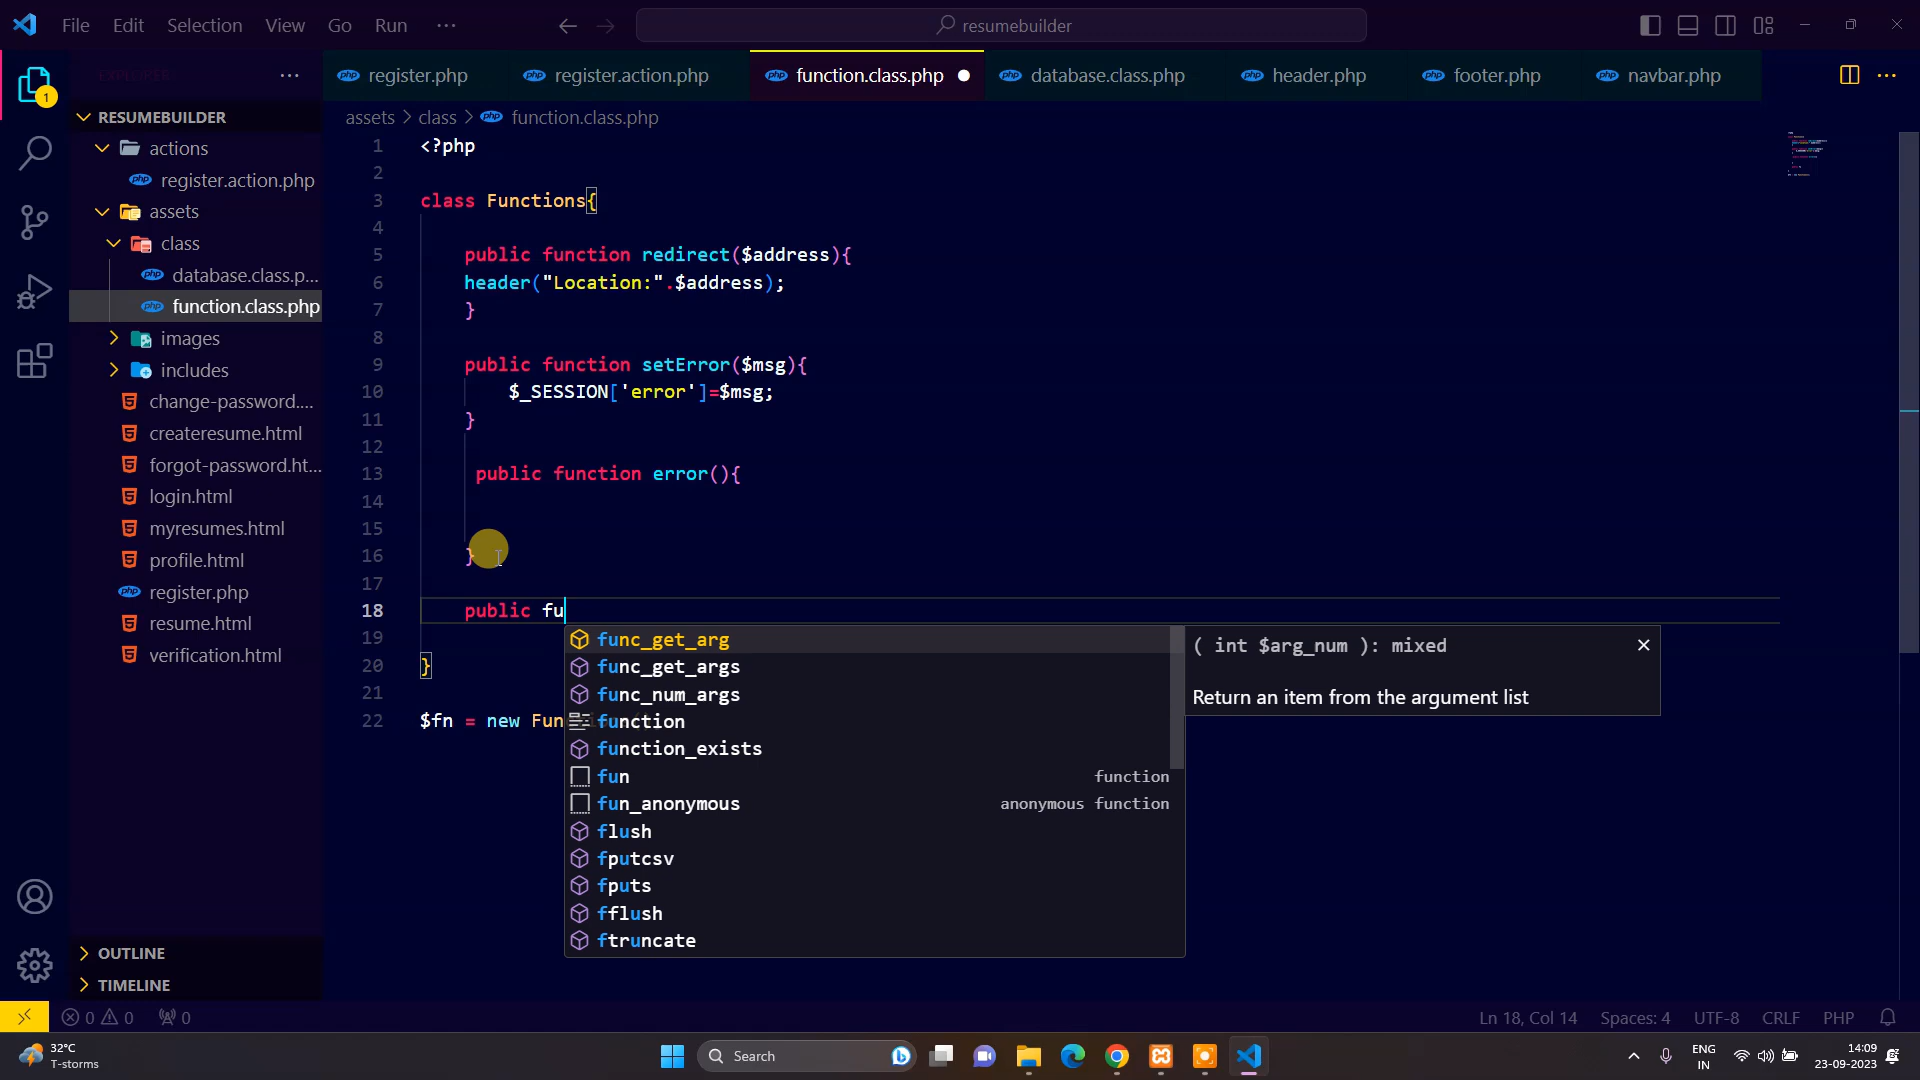 File Edit Selection View Go Run ··· resumebuilder
EXPLORER ···
register.php register.action.php function.class.php database.class.php header.php footer.php navbar.php ···
1
RESUMEBUILDER
assets > class > function.class.php
actions
register.action.php
assets
class
database.class.p...
function.class.php
images
includes
change-password....
createresume.html
forgot-password.ht...
login.html
myresumes.html
profile.html
register.php
resume.html
verification.html
OUTLINE
TIMELINE
1 <?php
2
3 class Functions{
4
5 public function redirect($address){
6 header("Location:".$address);
7 }
8
9 public function setError($msg){
10 $_SESSION['error']=$msg;
11 }
12
13 public function error(){
14
15
16 }
17
18 public fu
19
20 }
21
22 $fn = new Fun
func_get_arg
func_get_args
func_num_args
function
function_exists
fun function
fun_anonymous anonymous function
flush
fputcsv
fputs
fflush
ftruncate
( int $arg_num ): mixed
Return an item from the argument list
0 0 0 Ln 18, Col 14 Spaces: 4 UTF-8 CRLF PHP
32°C
T-storms
Search
ENG
IN
14:09
23-09-2023